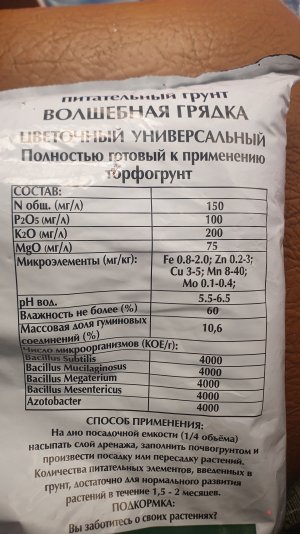 ПИТАТЕЛЬНЫЙ ГРУНТ
ВОЛШЕБНАЯ ГРЯДКА
ЦВЕТОЧНЫЙ УНИВЕРСАЛЬНЫЙ
Полностью готовый к применению
торфогрунт
СОСТАВ:
N общ. (мг/л) 150
P2O5 (мг/л) 100
K2O (мг/л) 200
MgO (мг/л) 75
Микроэлементы (мг/кг): Fe 0.8-2.0; Zn 0.2-3;
Cu 3-5; Mn 8-40;
Mo 0.1-0.4;
pH вод. 5.5-6.5
Влажность не более (%) 60
Массовая доля гуминовых
соединений (%) 10,6
Число микроорганизмов (КОЕ/г):
Bacillus Subtilis 4000
Bacillus Mucilaginosus 4000
Bacillus Megaterium 4000
Bacillus Mesentericus 4000
Azotobacter 4000
СПОСОБ ПРИМЕНЕНИЯ:
На дно посадочной емкости (1/4 объёма)
насыпать слой дренажа, заполнить почвогрунтом и
произвести посадку или пересадку растений.
Количества питательных элементов, введенных в
грунт, достаточно для нормального развития
растений в течение 1,5 - 2 месяцев.
ПОДКОРМКА:
Вы заботитесь о своих растениях?